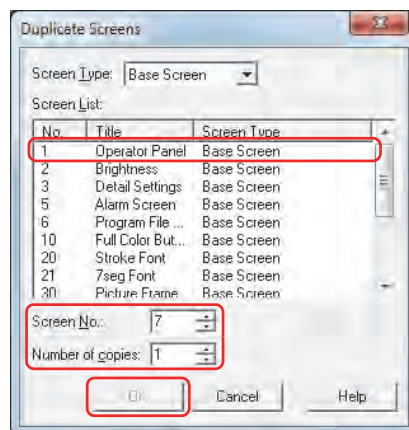 Duplicate Screens
Screen Type: Base Screen
Screen List:
No. Title Screen Type
1 Operator Panel Base Screen
2 Brightness Base Screen
3 Detail Settings Base Screen
5 Alarm Screen Base Screen
6 Program File ... Base Screen
10 Full Color But... Base Screen
20 Stroke Font Base Screen
21 7seg Font Base Screen
30 Picture Frame Base Screen
Screen No.: 7
Number of copies: 1
OK Cancel Help